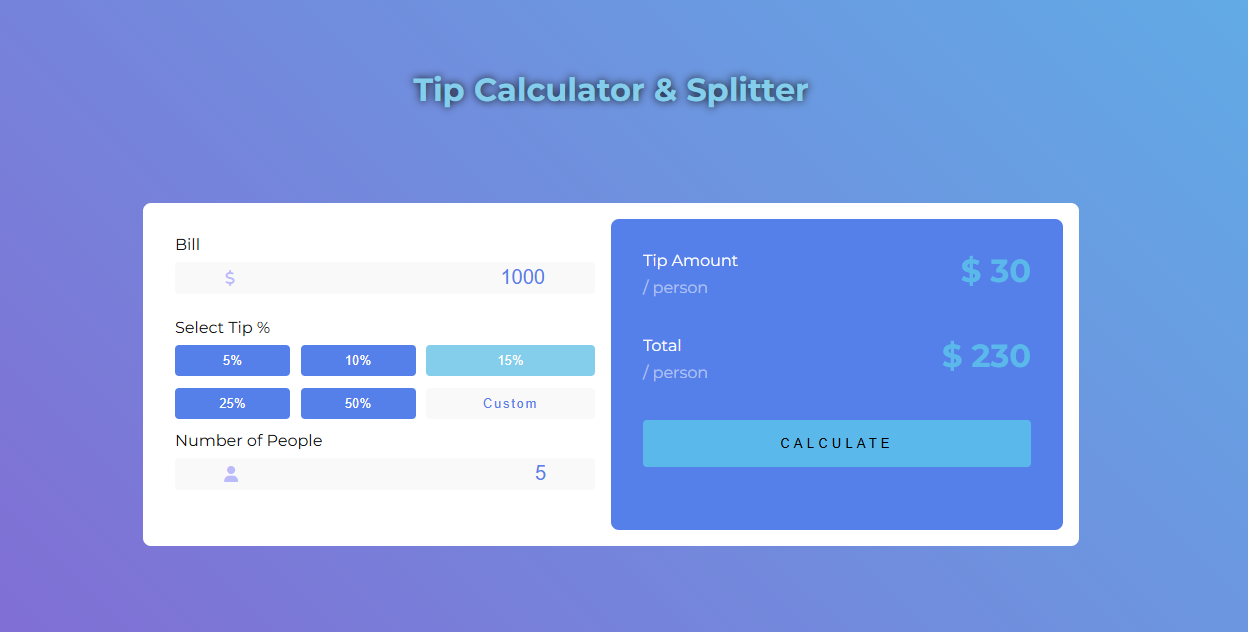 Tip Calculator & Splitter
Bill
$ 1000
Select Tip %
5% 10% 15%
25% 50% Custom
Number of People
5
Tip Amount
/ person
$ 30
Total
/ person
$ 230
CALCULATE